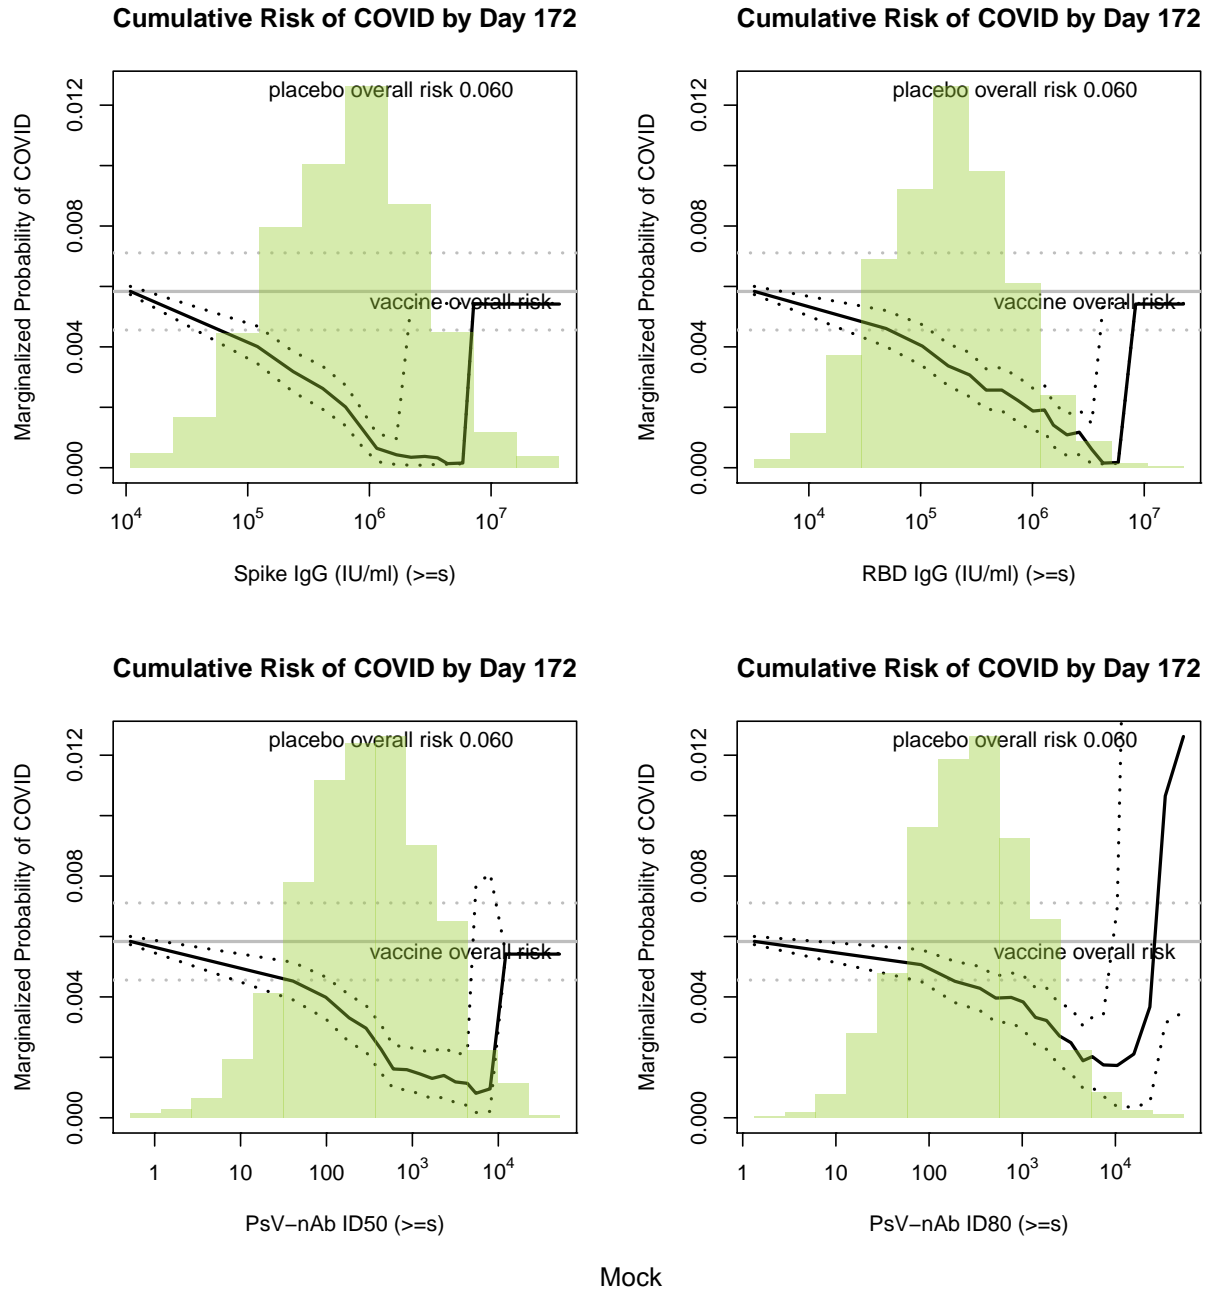 Cumulative Risk of COVID by Day 172
placebo overall risk 0.060
vaccine overall risk
Marginalized Probability of COVID
0.012
0.008
0.004
0.000
10^4 10^5 10^6 10^7
Spike IgG (IU/ml) (>=s)
Cumulative Risk of COVID by Day 172
placebo overall risk 0.060
vaccine overall risk
Marginalized Probability of COVID
0.012
0.008
0.004
0.000
10^4 10^5 10^6 10^7
RBD IgG (IU/ml) (>=s)
Cumulative Risk of COVID by Day 172
placebo overall risk 0.060
vaccine overall risk
Marginalized Probability of COVID
0.012
0.008
0.004
0.000
1 10 100 10^3 10^4
PsV−nAb ID50 (>=s)
Cumulative Risk of COVID by Day 172
placebo overall risk 0.060
vaccine overall risk
Marginalized Probability of COVID
0.012
0.008
0.004
0.000
1 10 100 10^3 10^4
PsV−nAb ID80 (>=s)
Mock